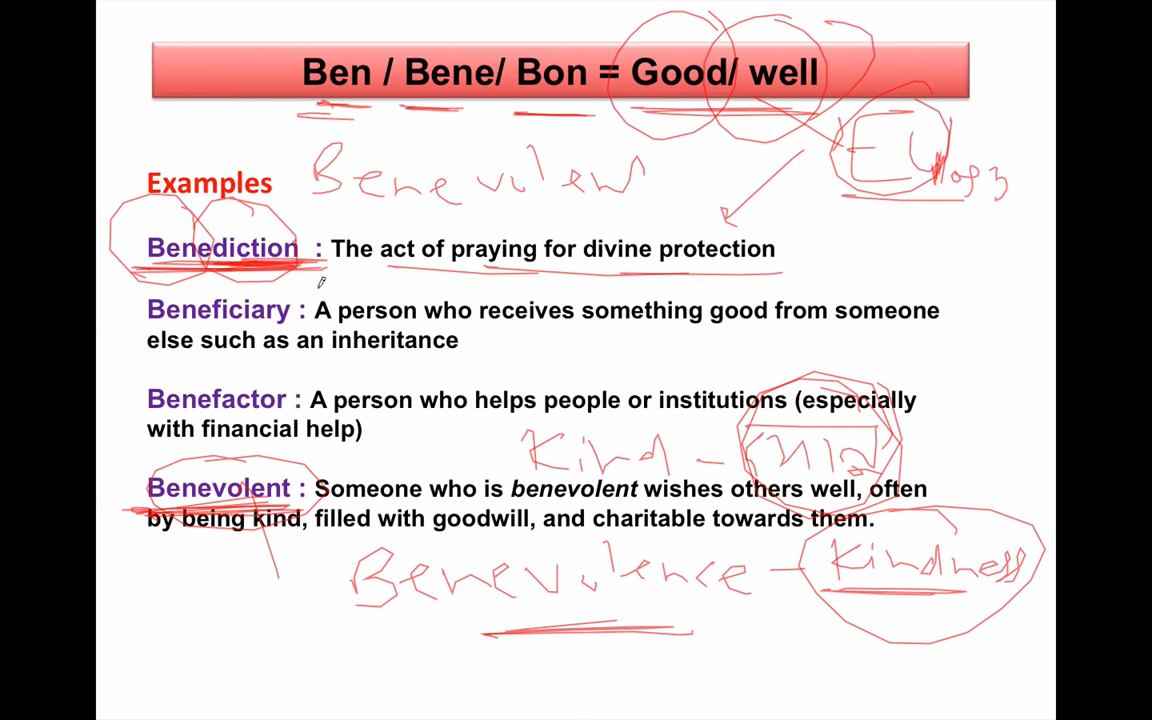 Ben / Bene/ Bon = Good/ well
Eulogy
Benevolent
Examples
Benediction : The act of praying for divine protection
Beneficiary : A person who receives something good from someone
else such as an inheritance
Benefactor : A person who helps people or institutions (especially
with financial help)
Kind -
Benevolent : Someone who is benevolent wishes others well, often
by being kind, filled with goodwill, and charitable towards them.
Benevolence - Kindness